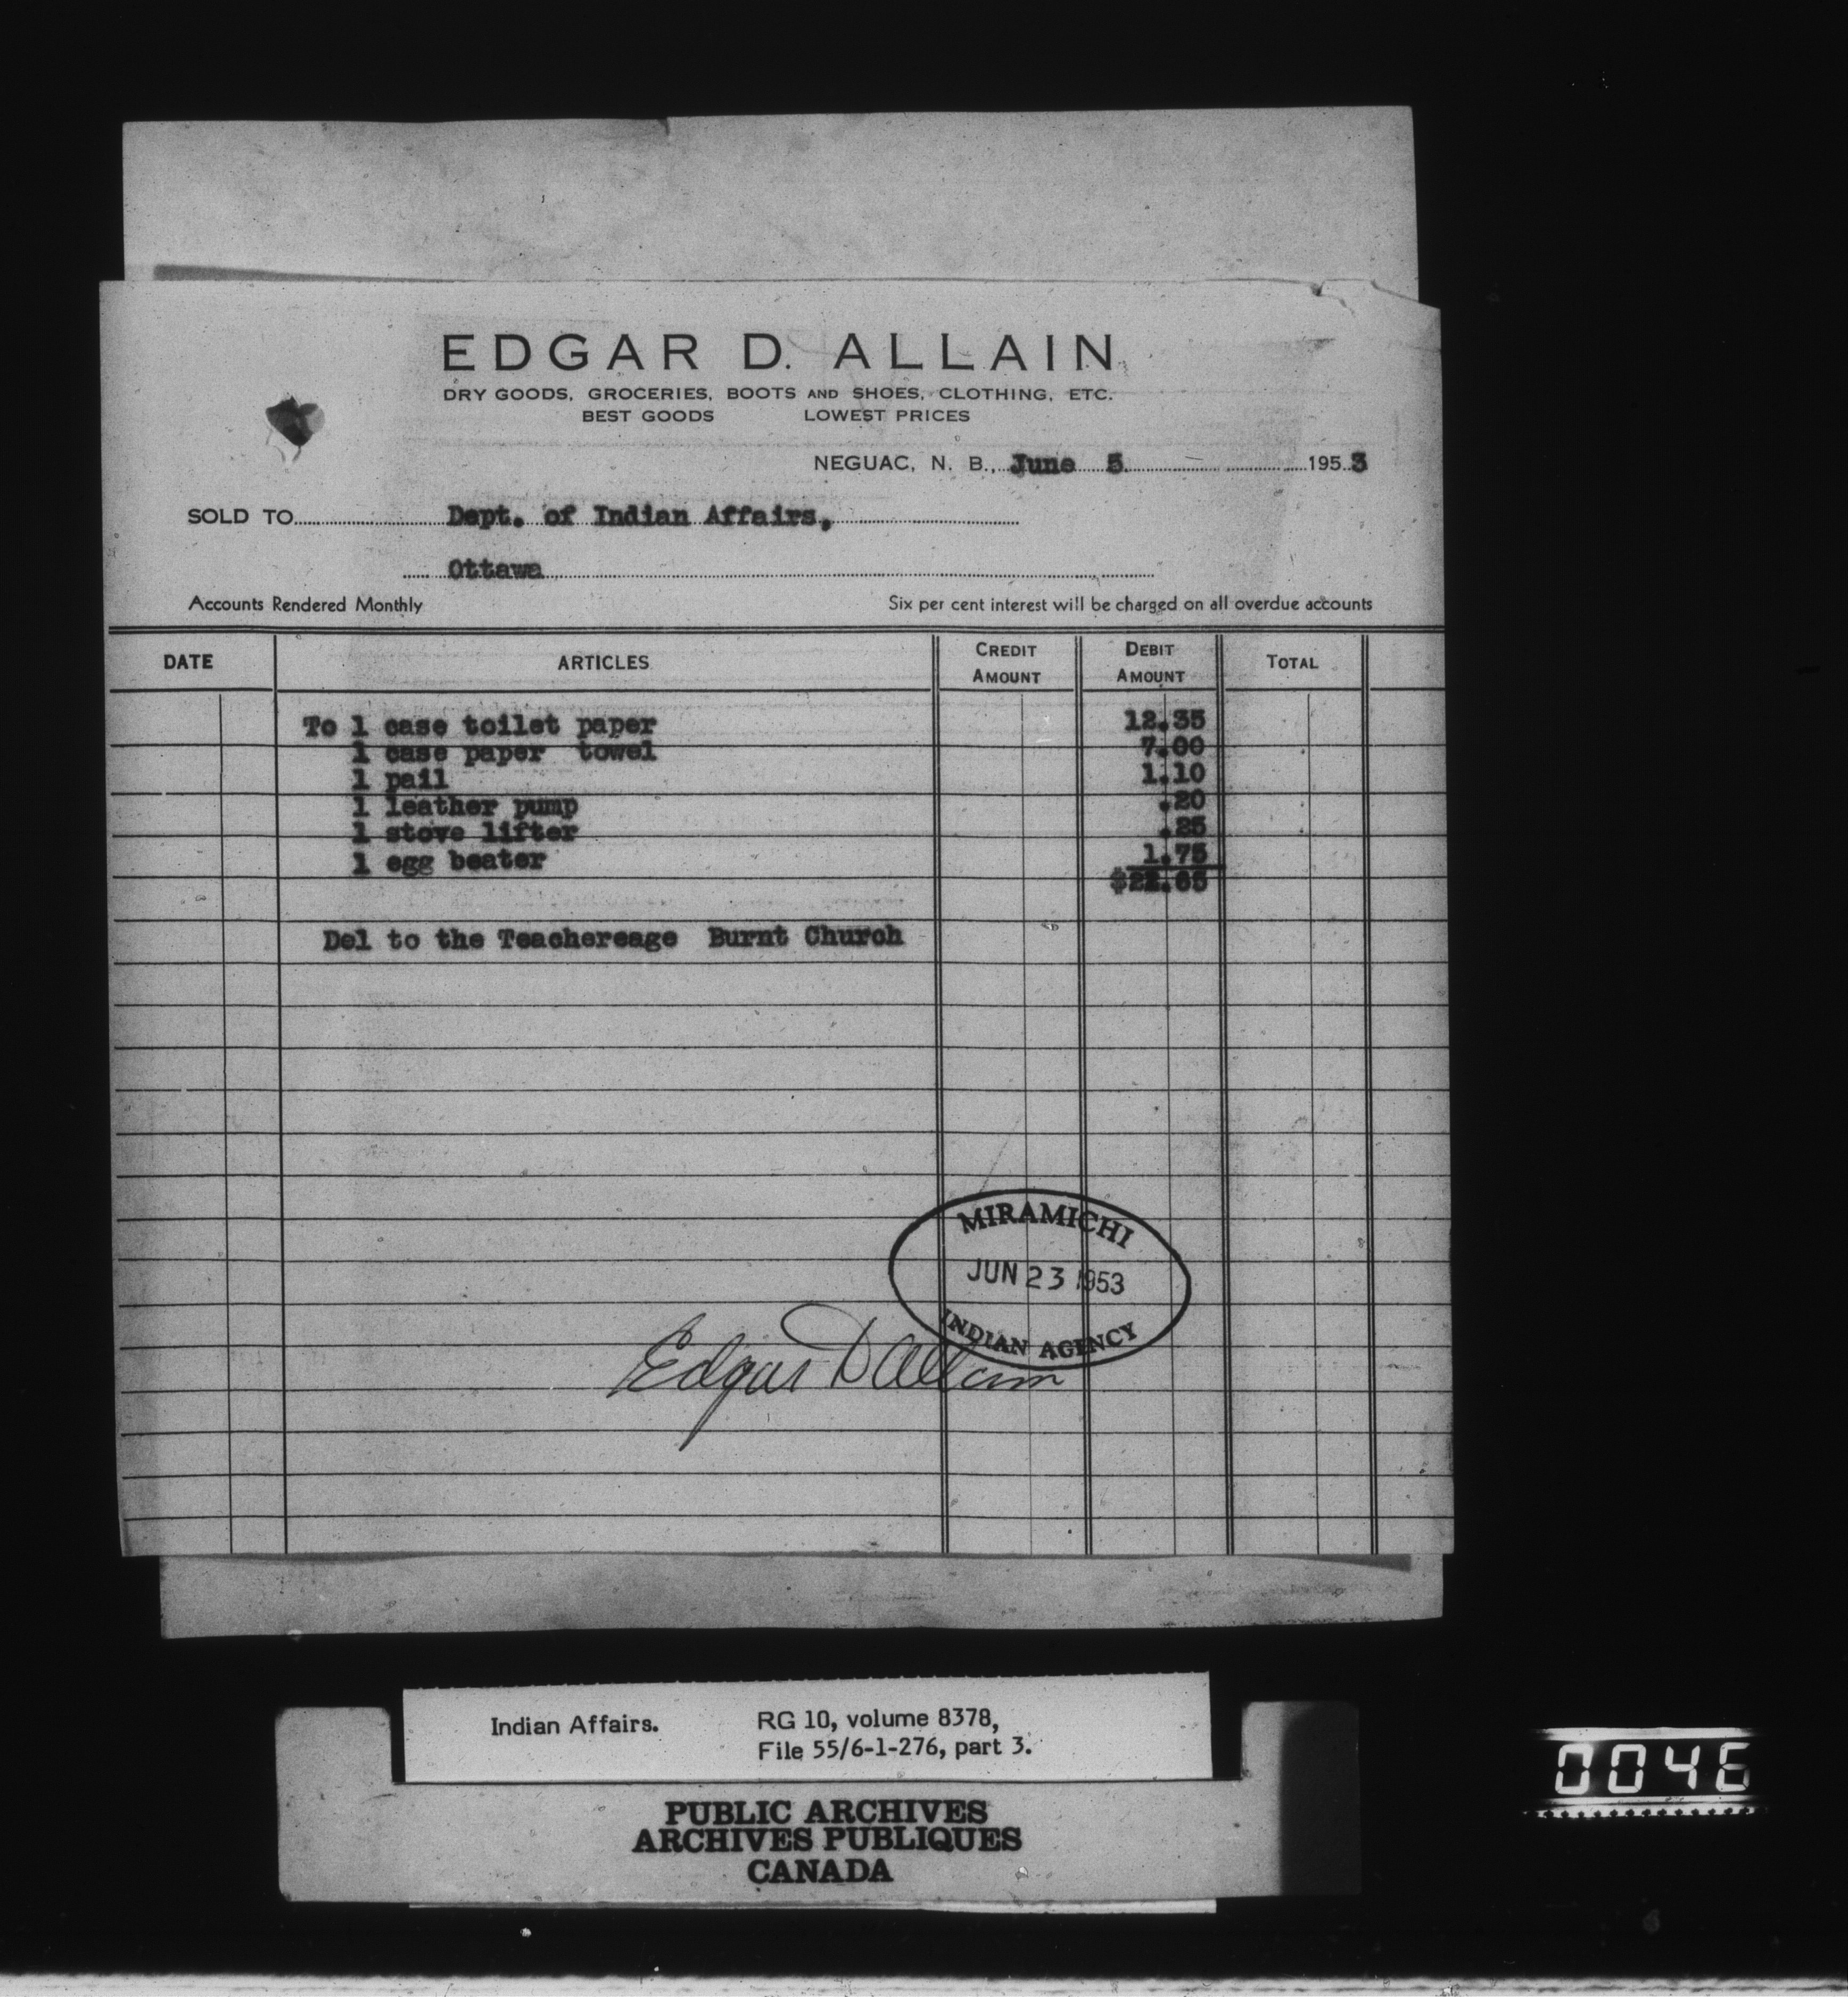 EDGAR D. ALLAIN
DRY GOODS, GROCERIES, BOOTS AND SHOES, CLOTHING, ETC.
BEST GOODS LOWEST PRICES
NEGUAC, N. B., June 5 1953
SOLD TO Dept. of Indian Affairs,
Ottawa
Accounts Rendered Monthly Six per cent interest will be charged on all overdue accounts
DATE ARTICLES CREDIT AMOUNT DEBIT AMOUNT TOTAL
To 1 case toilet paper 12.35
1 case paper towel 7.00
1 pail 1.10
1 leather pump .20
1 stove lifter .25
1 egg beater 1.75
$22.65
Del to the Teachereage Burnt Church
MIRAMICHI
JUN 23 1953
INDIAN AGENCY
Edgar D Allain
Indian Affairs. RG 10, volume 8378,
File 55/6-1-276, part 3.
PUBLIC ARCHIVES
ARCHIVES PUBLIQUES
CANADA
0046